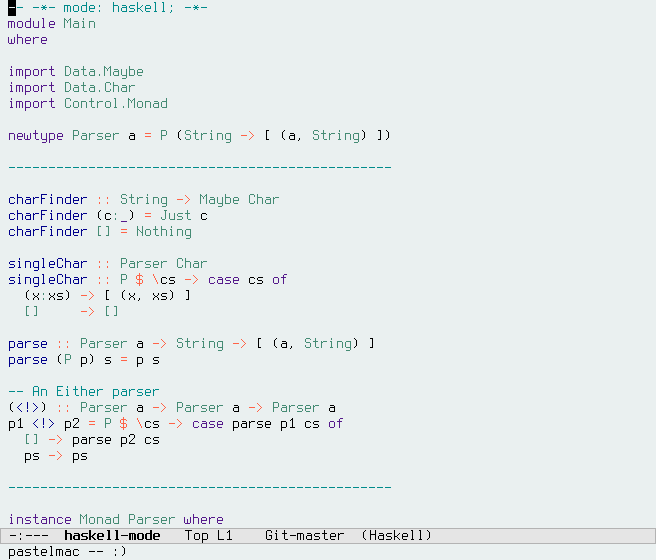 -- -*- mode: haskell; -*-
module Main
where

import Data.Maybe
import Data.Char
import Control.Monad

newtype Parser a = P (String -> [ (a, String) ])

------------------------------------------------

charFinder :: String -> Maybe Char
charFinder (c:_) = Just c
charFinder [] = Nothing

singleChar :: Parser Char
singleChar :: P $ \cs -> case cs of
  (x:xs) -> [ (x, xs) ]
  []     -> []

parse :: Parser a -> String -> [ (a, String) ]
parse (P p) s = p s

-- An Either parser
(<!>) :: Parser a -> Parser a -> Parser a
p1 <!> p2 = P $ \cs -> case parse p1 cs of
  [] -> parse p2 cs
  ps -> ps

------------------------------------------------

instance Monad Parser where
-:---  haskell-mode   Top L1    Git-master  (Haskell)
pastelmac -- :)